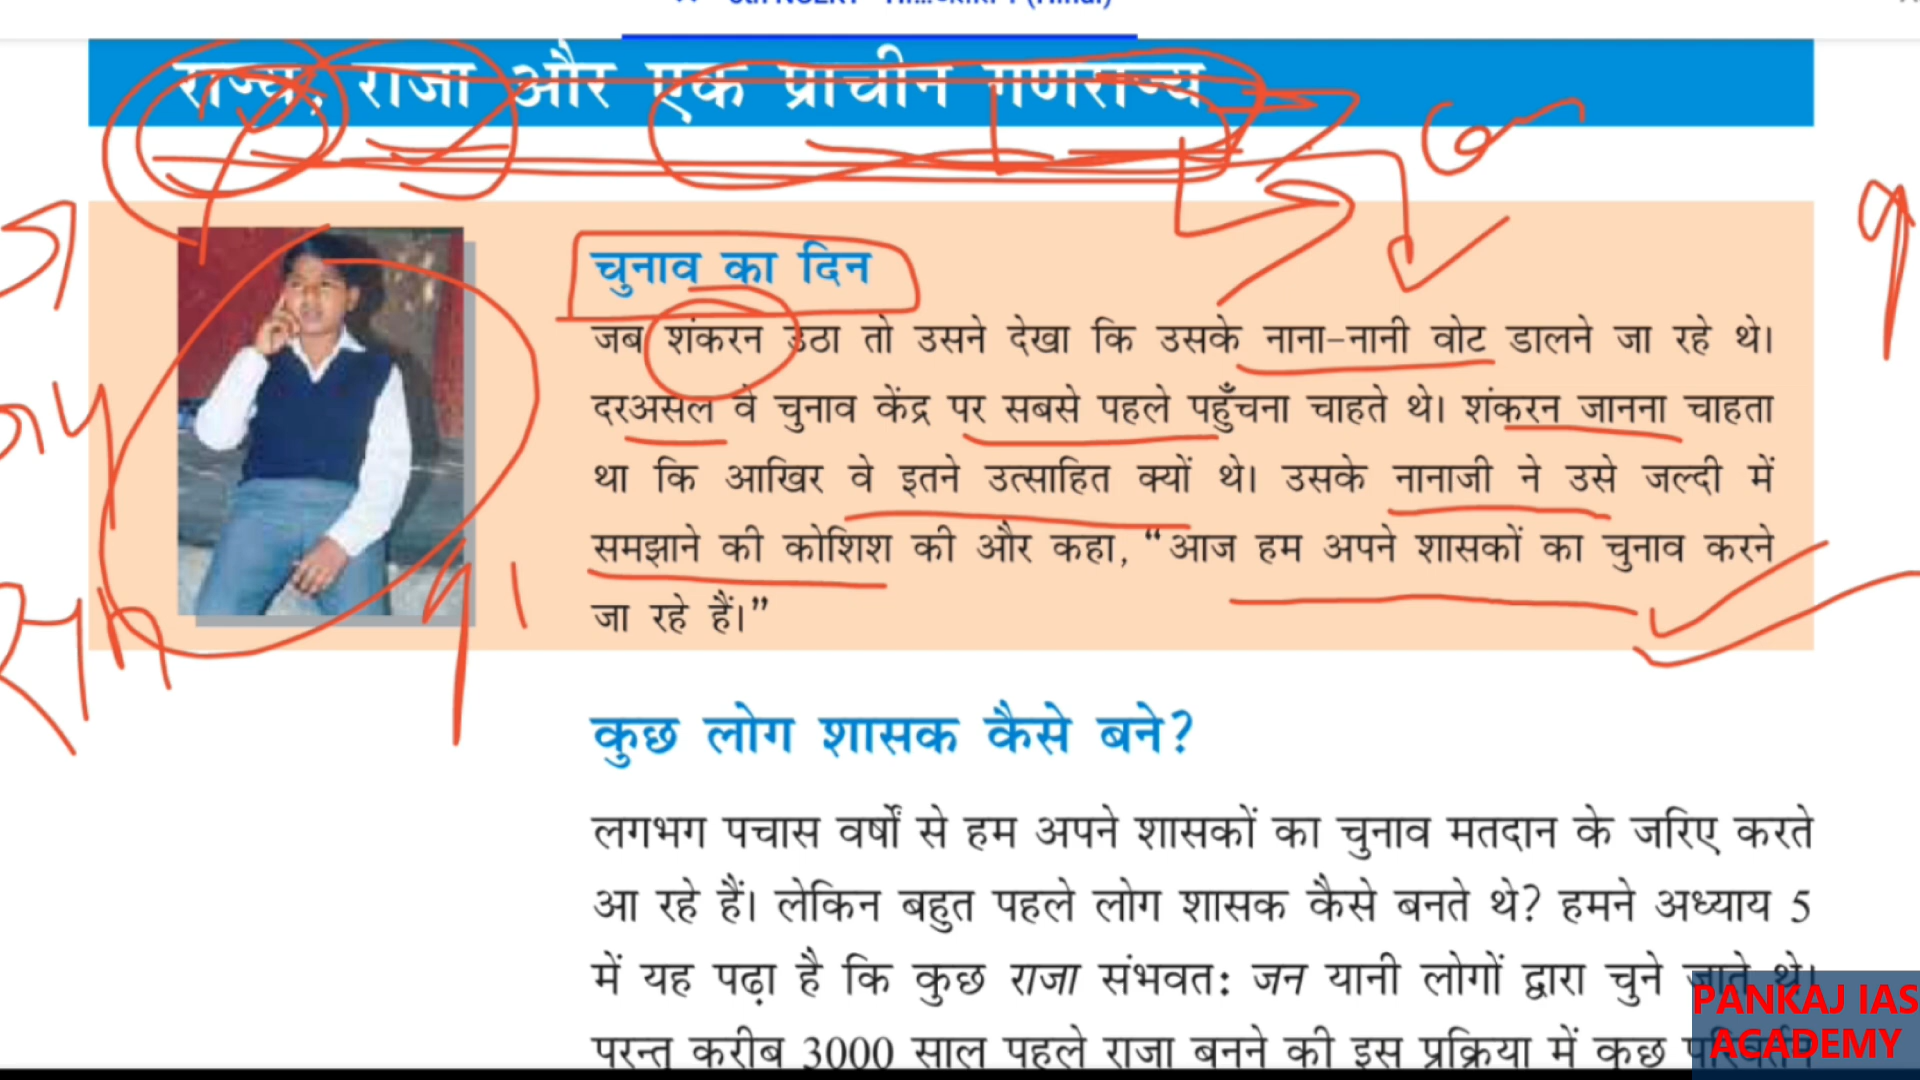 राज्य, राजा और एक प्राचीन गणराज्य
चुनाव का दिन
जब शंकरन उठा तो उसने देखा कि उसके नाना-नानी वोट डालने जा रहे थे।
दरअसल वे चुनाव केंद्र पर सबसे पहले पहुँचना चाहते थे। शंकरन जानना चाहता
था कि आखिर वे इतने उत्साहित क्यों थे। उसके नानाजी ने उसे जल्दी में
समझाने की कोशिश की और कहा, “आज हम अपने शासकों का चुनाव करने
जा रहे हैं।”
कुछ लोग शासक कैसे बने?
लगभग पचास वर्षों से हम अपने शासकों का चुनाव मतदान के जरिए करते
आ रहे हैं। लेकिन बहुत पहले लोग शासक कैसे बनते थे? हमने अध्याय 5
में यह पढ़ा है कि कुछ राजा संभवत: जन यानी लोगों द्वारा चुने जाते थे।
परन्तु करीब 3000 साल पहले राजा बनने की इस प्रक्रिया में कुछ परिवर्तन
PANKAJ IAS
ACADEMY